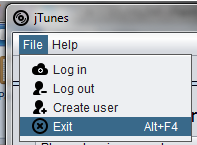 jTunes
File Help
Log in
Log out
Create user
Exit Alt+F4